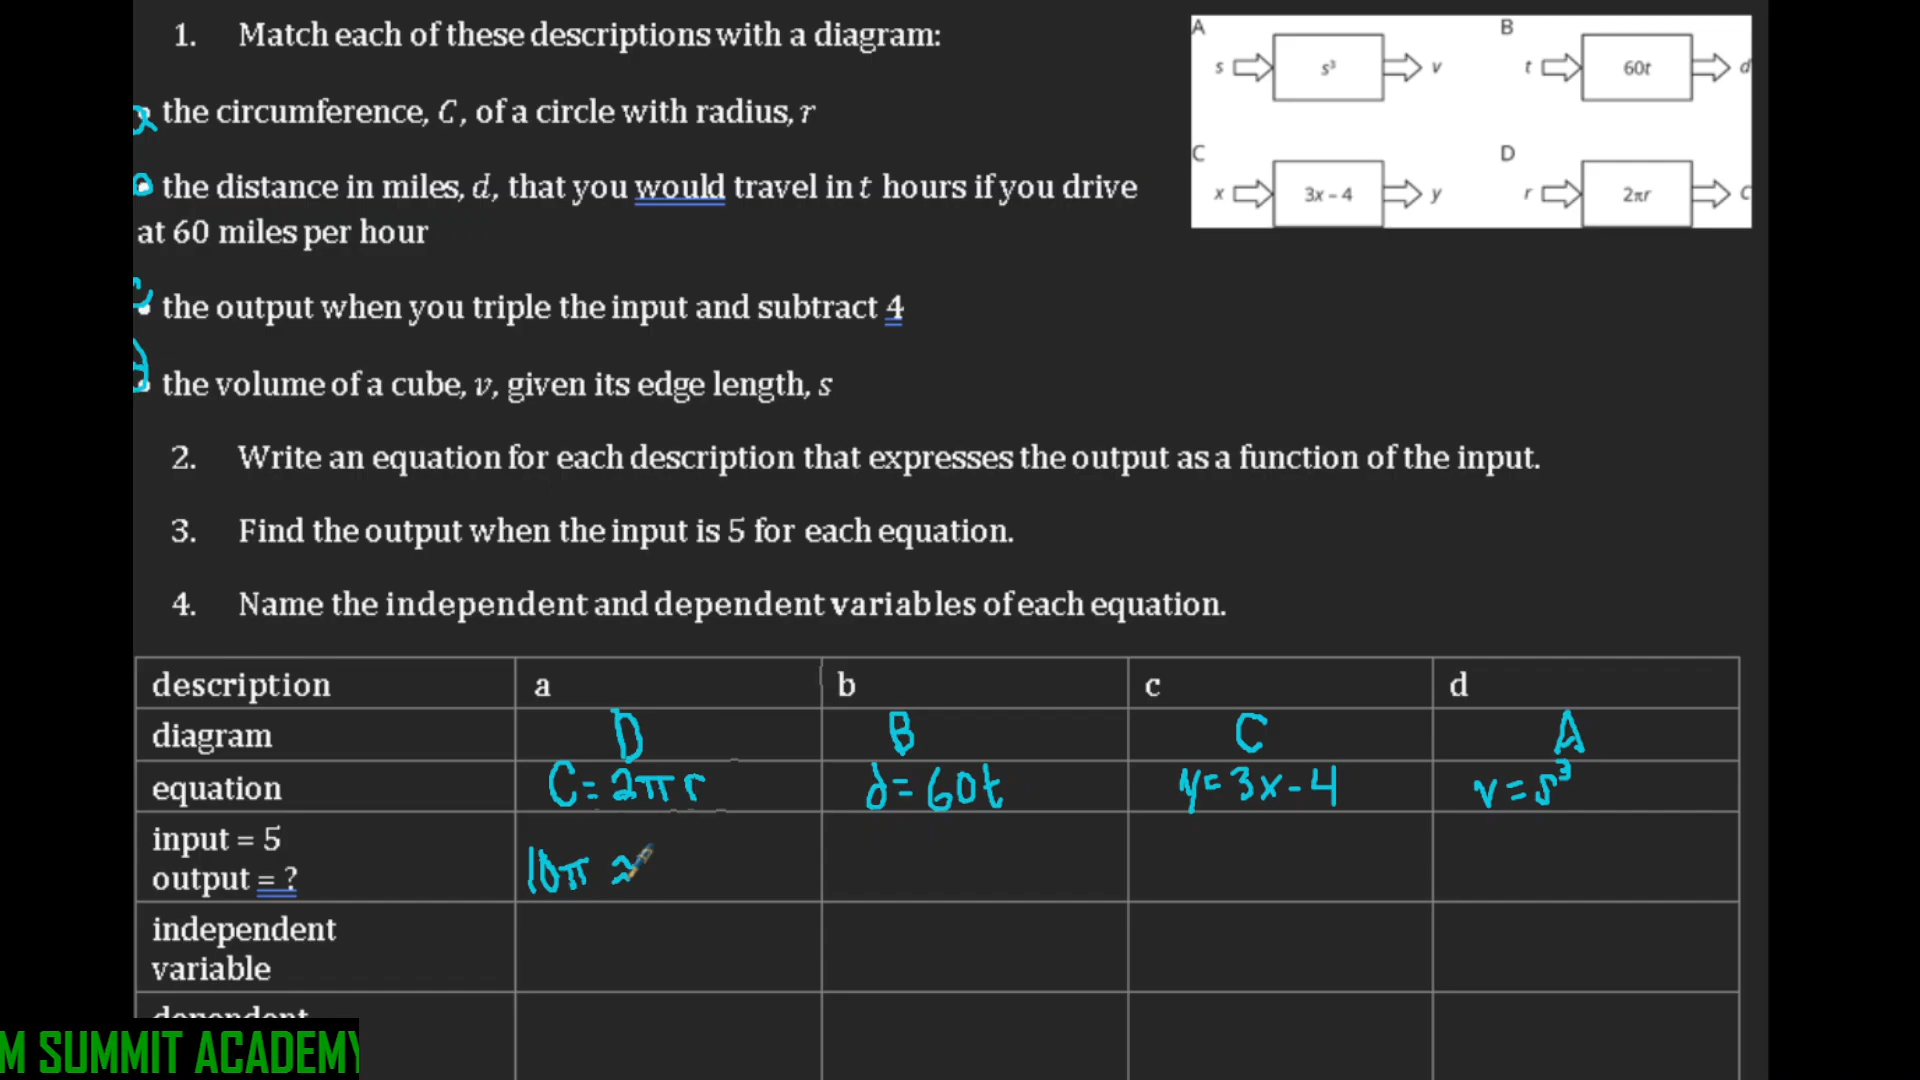 1. Match each of these descriptions with a diagram:
the circumference, C, of a circle with radius, r
the distance in miles, d, that you would travel in t hours if you drive
at 60 miles per hour
the output when you triple the input and subtract 4
the volume of a cube, v, given its edge length, s
A
s s³ v
B
t 60t d
C
x 3x – 4 y
D
r 2πr C
2. Write an equation for each description that expresses the output as a function of the input.
3. Find the output when the input is 5 for each equation.
4. Name the independent and dependent variables of each equation.
description a b c d
diagram D B C A
equation C = 2πr d = 60t y = 3x - 4 v = s³
input = 5
output = ? 10π ≈
independent
variable
dependent
M SUMMIT ACADEMY